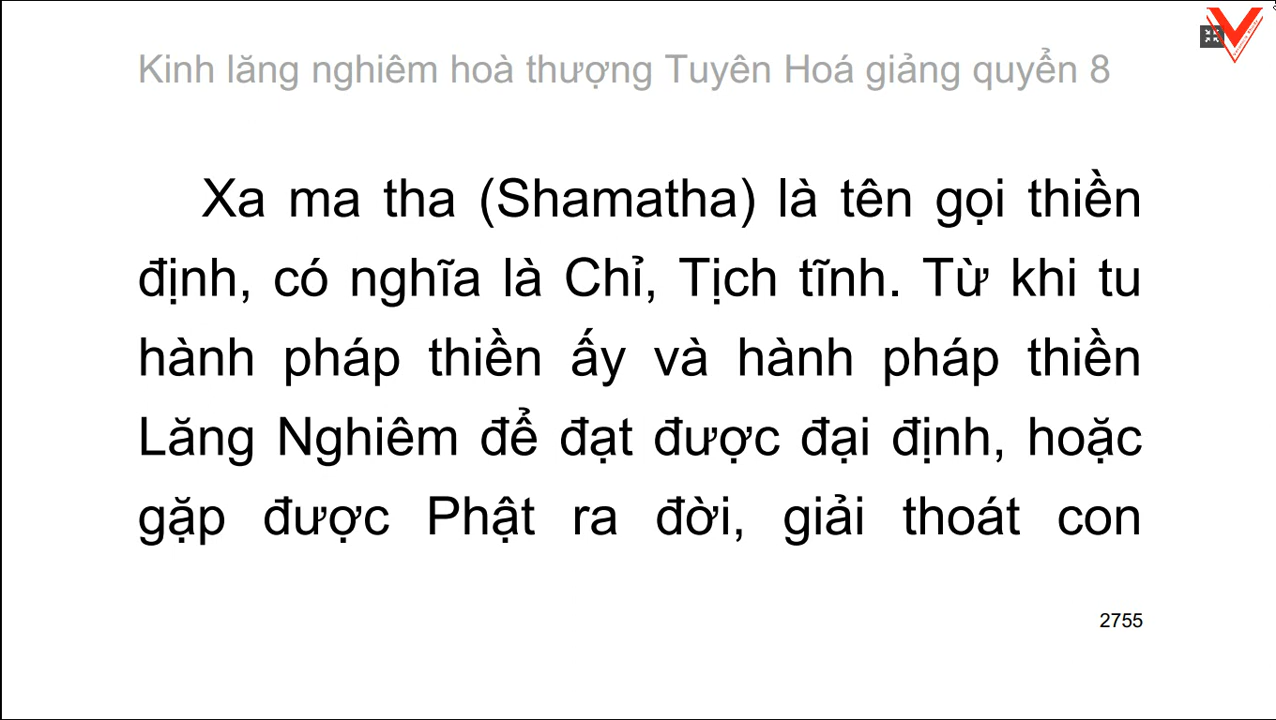 Kinh lăng nghiêm hoà thượng Tuyên Hoá giảng quyển 8
Xa ma tha (Shamatha) là tên gọi thiền
định, có nghĩa là Chỉ, Tịch tĩnh. Từ khi tu
hành pháp thiền ấy và hành pháp thiền
Lăng Nghiêm để đạt được đại định, hoặc
gặp được Phật ra đời, giải thoát con
2755